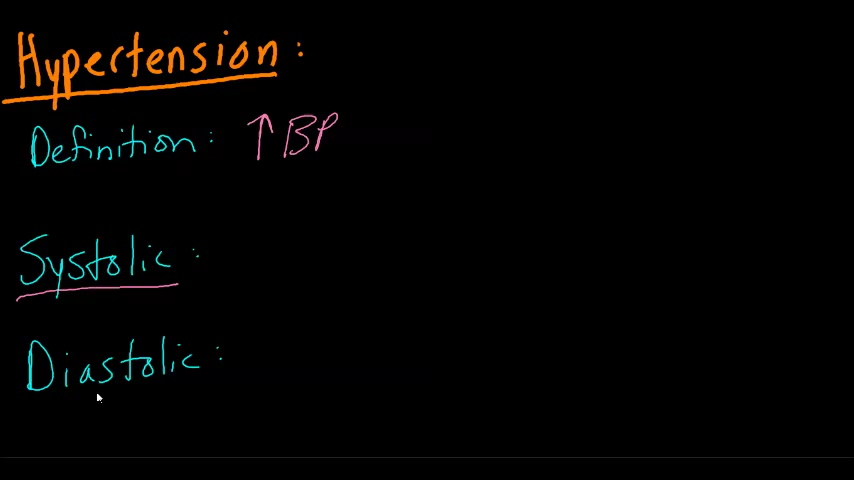 Hypertension:
Definition: ↑ BP
Systolic:
Diastolic: